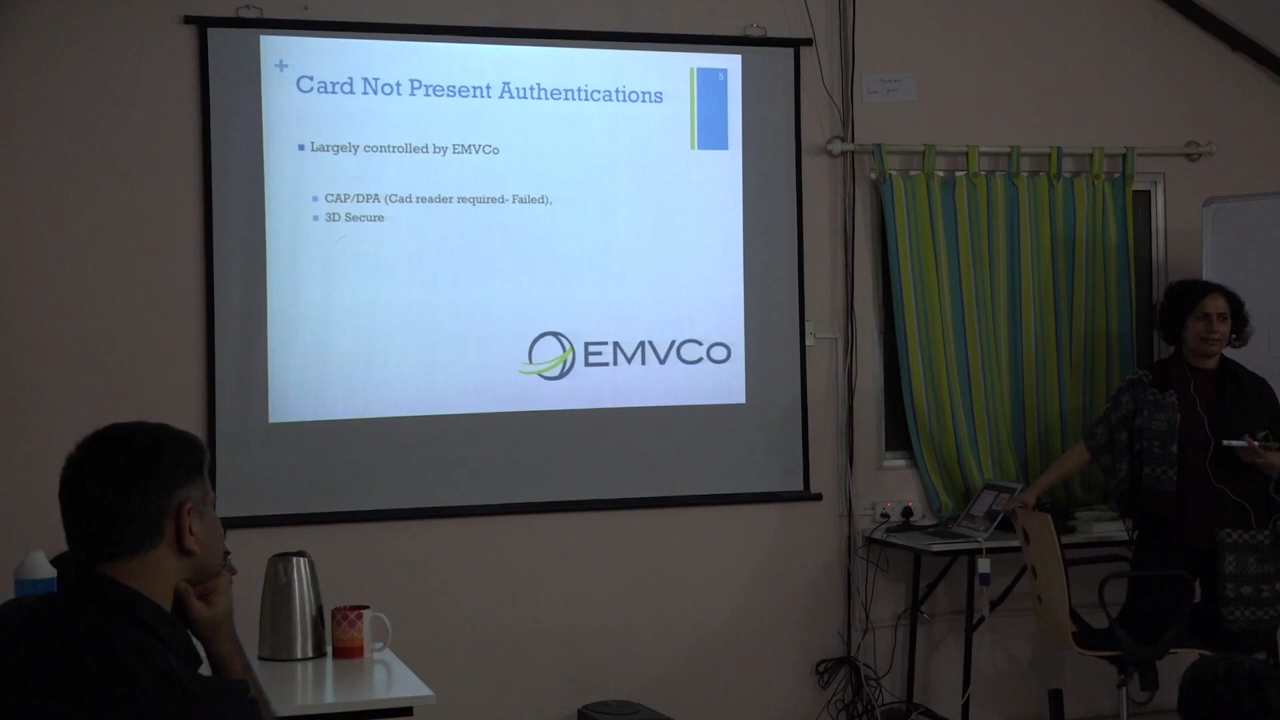 +
Card Not Present Authentications
5
Largely controlled by EMVCo
CAP/DPA (Cad reader required- Failed),
3D Secure
EMVCo